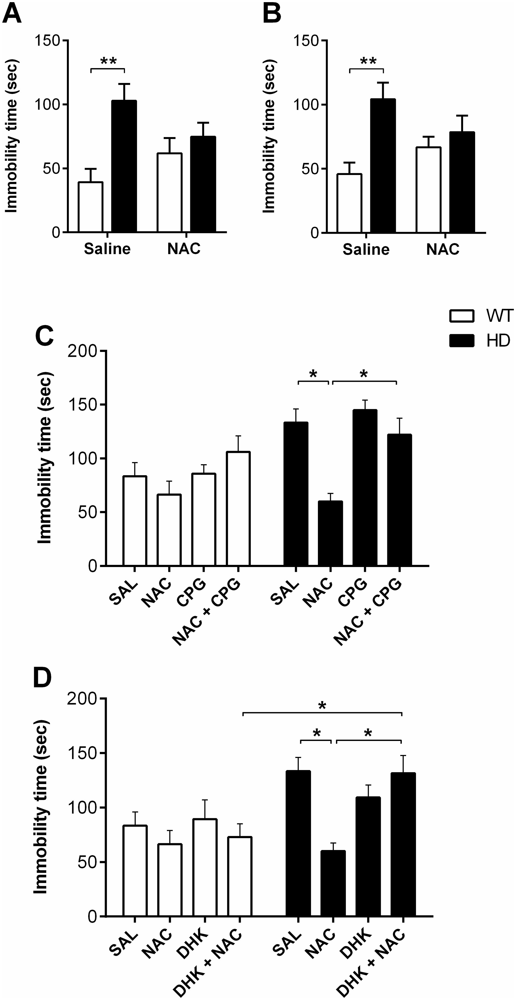 A
Immobility time (sec)
150
100
50
0
**
Saline
NAC
B
Immobility time (sec)
150
100
50
0
**
Saline
NAC
WT
HD
C
Immobility time (sec)
200
150
100
50
0
*
*
SAL
NAC
CPG
NAC + CPG
SAL
NAC
CPG
NAC + CPG
D
Immobility time (sec)
200
150
100
50
0
*
*
*
SAL
NAC
DHK
DHK + NAC
SAL
NAC
DHK
DHK + NAC